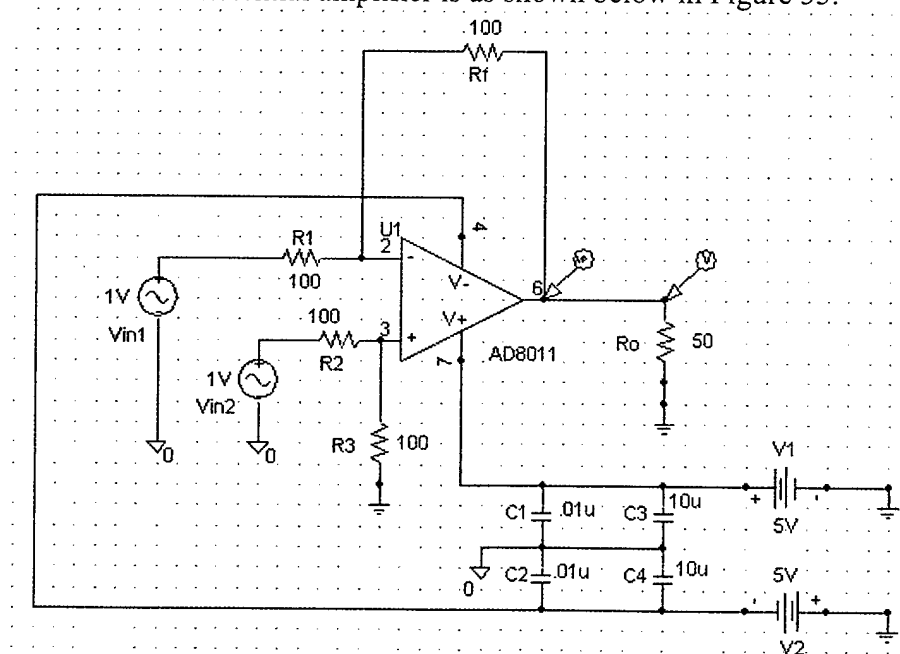 amplifier is as shown below in Figure 35.
100
Rf
U1
4
R1
2
-
100
V-
1V
Vin1
6
V
100
3
+
V+
R2
AD8011
7
Ro
50
1V
Vin2
0
0
R3
100
V1
+
-
5V
C1
.01u
C3
10u
0
C2
.01u
C4
10u
5V
-
+
V2